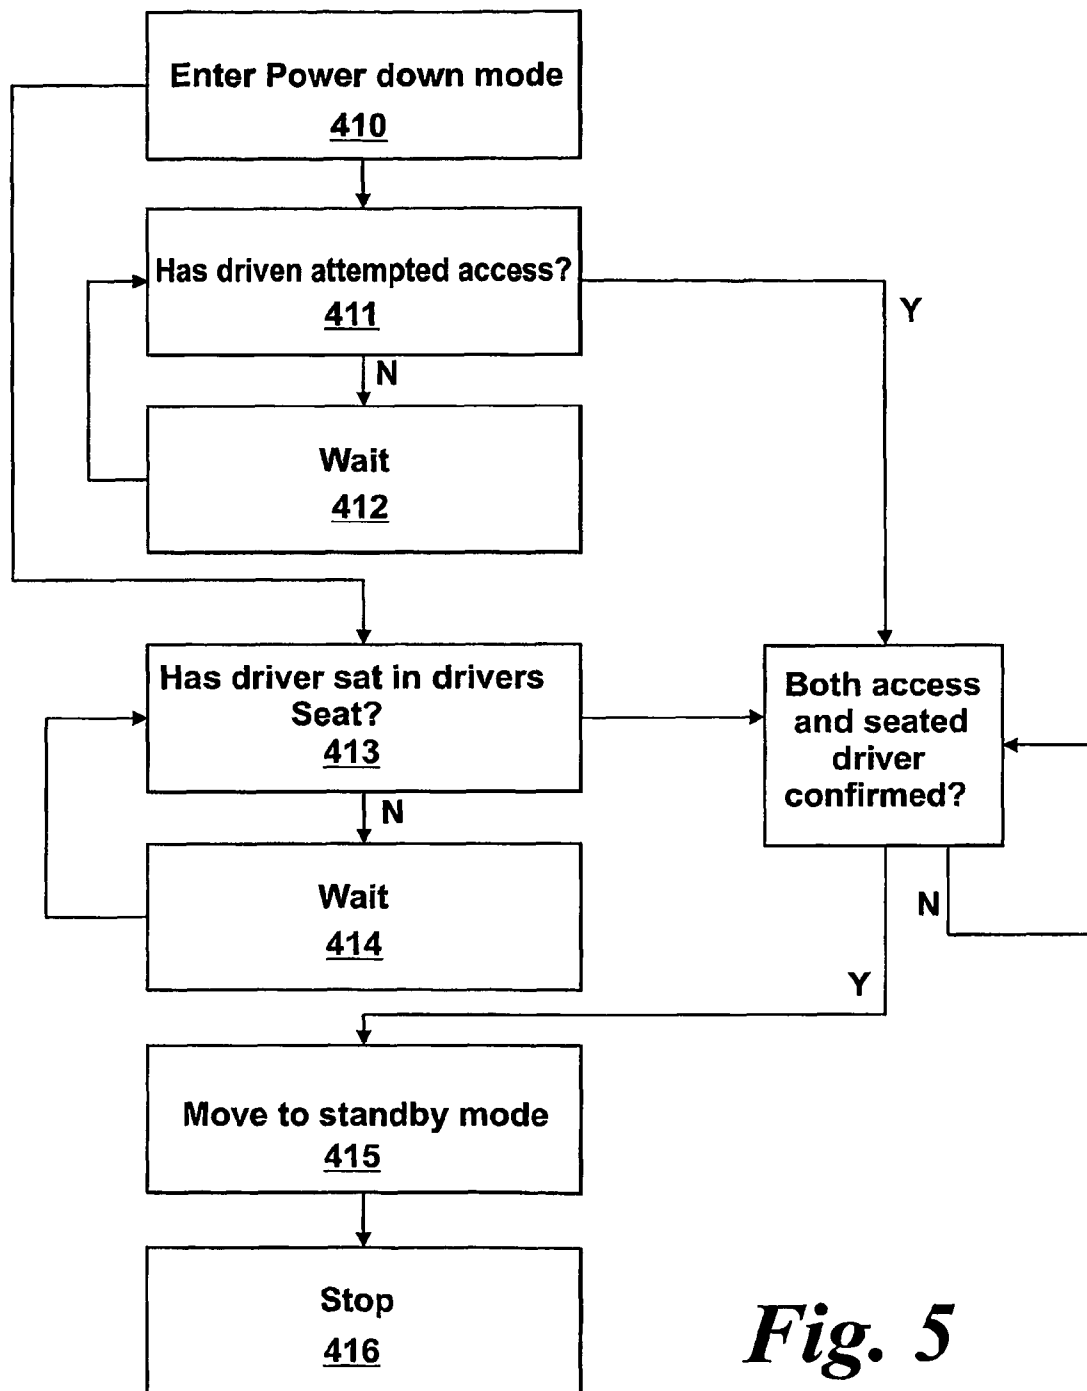 Enter Power down mode
410
Has driven attempted access?
411
Y
N
Wait
412
Has driver sat in drivers
Seat?
413
Both access
and seated
driver
confirmed?
N
Wait
414
N
Y
Move to standby mode
415
Stop
416
Fig. 5